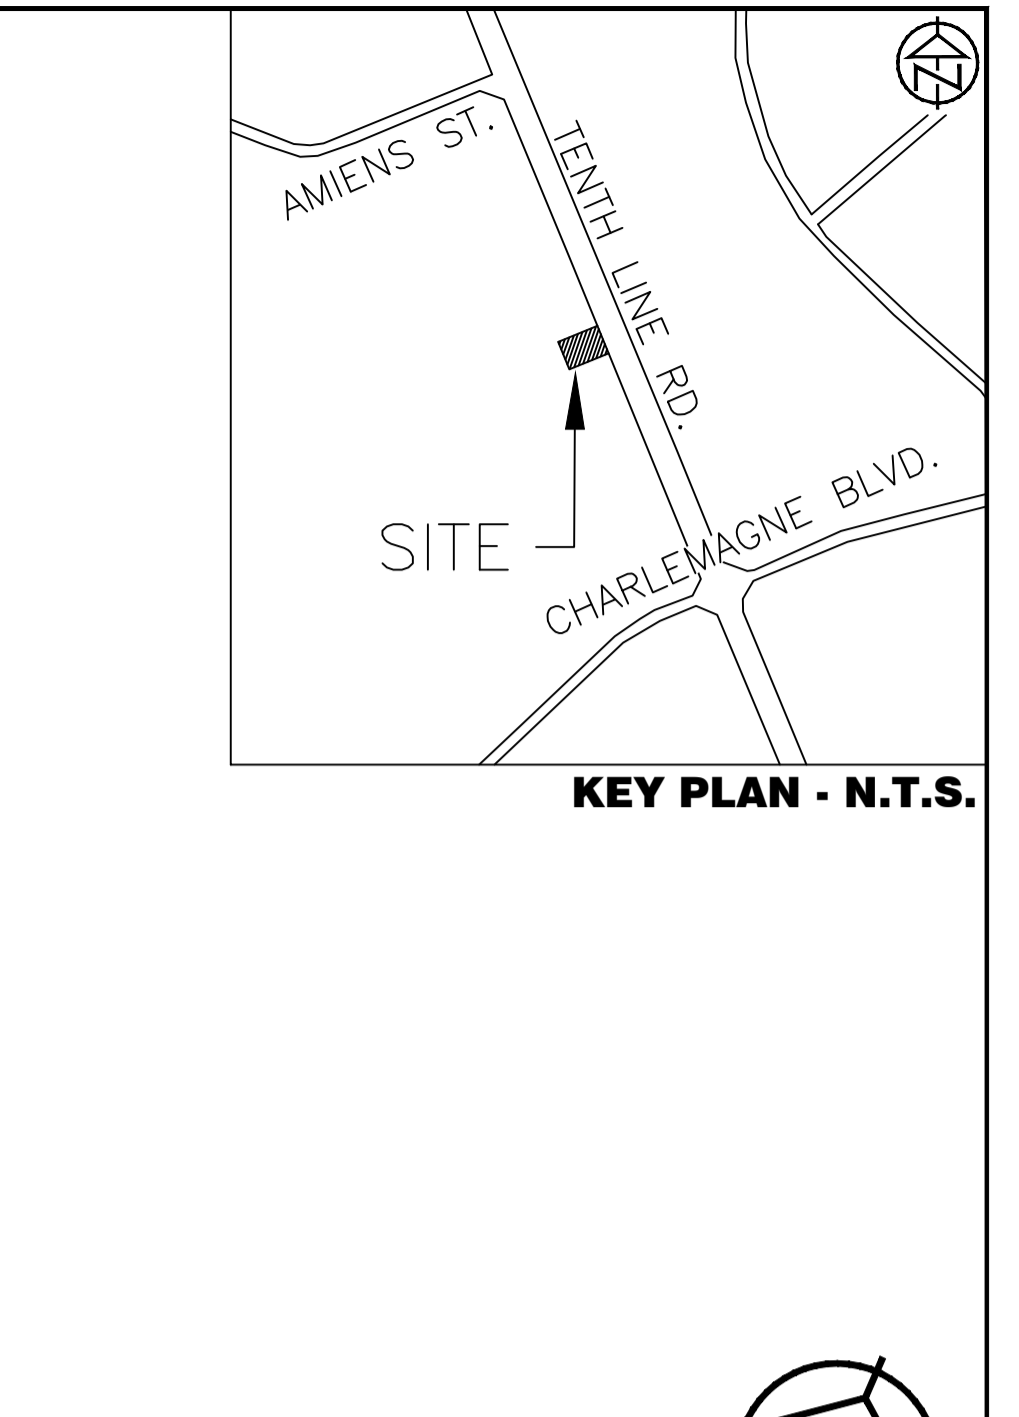 N
AMIENS ST.
TENTH LINE RD.
SITE
CHARLEMAGNE BLVD.
KEY PLAN - N.T.S.